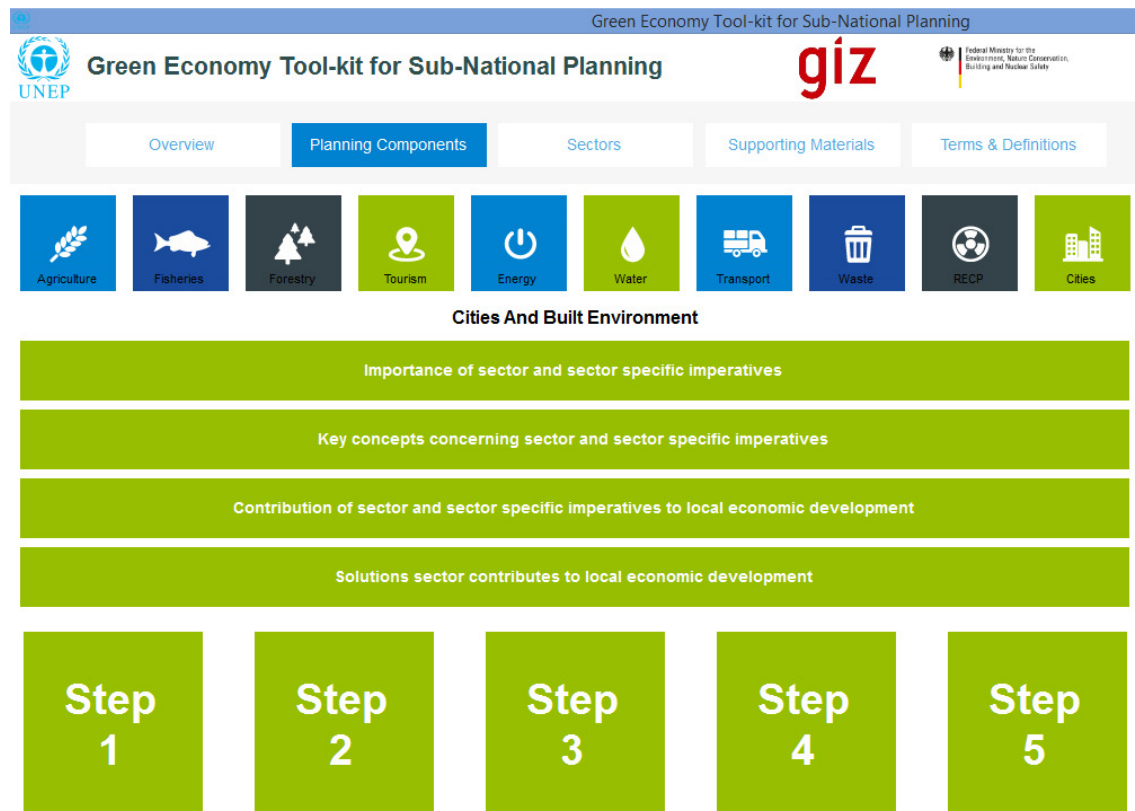 Green Economy Tool-kit for Sub-National Planning
UNEP
Green Economy Tool-kit for Sub-National Planning
giz
Federal Ministry for the
Environment, Nature Conservation,
Building and Nuclear Safety
Overview
Planning Components
Sectors
Supporting Materials
Terms & Definitions
Agriculture
Fisheries
Forestry
Tourism
Energy
Water
Transport
Waste
RECP
Cities
Cities And Built Environment
Importance of sector and sector specific imperatives
Key concepts concerning sector and sector specific imperatives
Contribution of sector and sector specific imperatives to local economic development
Solutions sector contributes to local economic development
Step
1
Step
2
Step
3
Step
4
Step
5